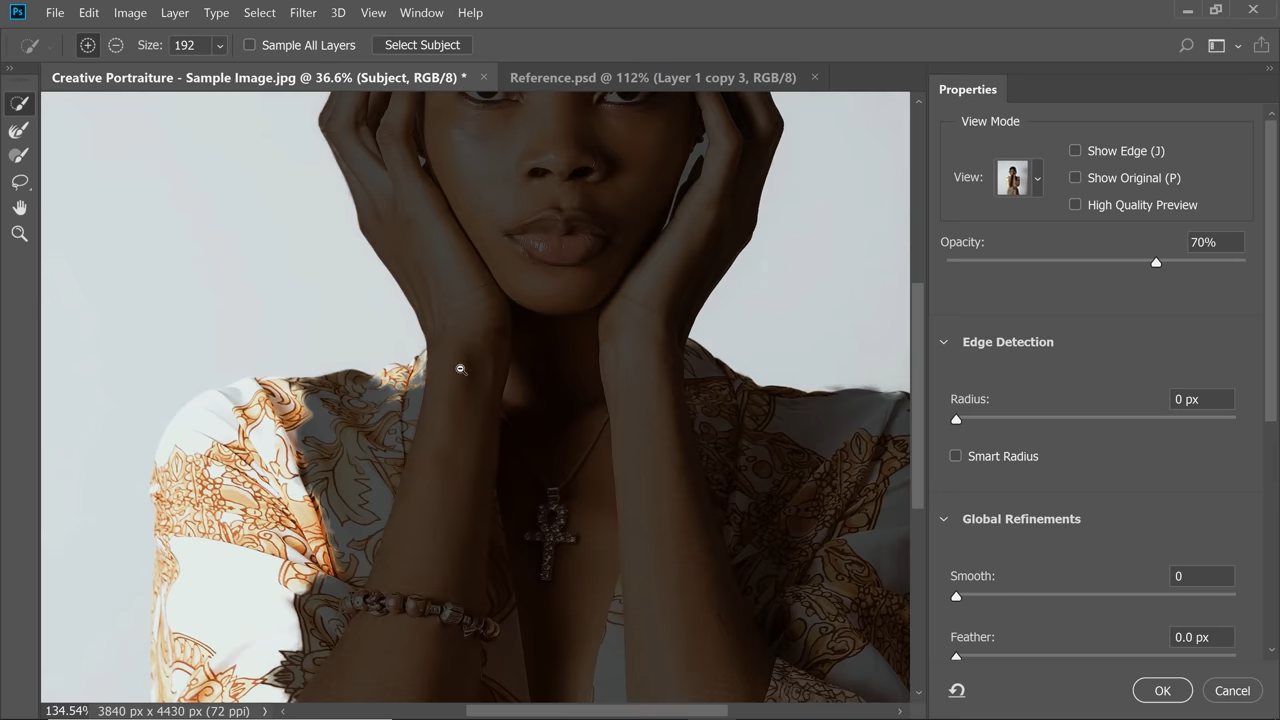 Ps File Edit Image Layer Type Select Filter 3D View Window Help
Size: 192 Sample All Layers Select Subject
Creative Portraiture - Sample Image.jpg @ 36.6% (Subject, RGB/8) * × Reference.psd @ 112% (Layer 1 copy 3, RGB/8) ×
Properties
View Mode
Show Edge (J)
View: Show Original (P)
High Quality Preview
Opacity: 70%
Edge Detection
Radius: 0 px
Smart Radius
Global Refinements
Smooth: 0
Feather: 0.0 px
OK Cancel
134.54% 3840 px x 4430 px (72 ppi)